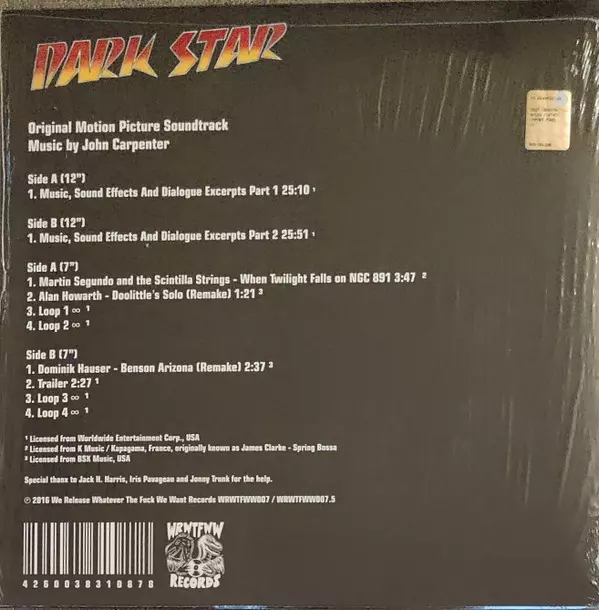 DARK STAR
Original Motion Picture Soundtrack
Music by John Carpenter
Side A (12")
1. Music, Sound Effects And Dialogue Excerpts Part 1 25:10 ¹
Side B (12")
1. Music, Sound Effects And Dialogue Excerpts Part 2 25:51 ¹
Side A (7")
1. Martin Segundo and the Scintilla Strings - When Twilight Falls on NGC 891 3:47 ²
2. Alan Howarth - Doolittle's Solo (Remake) 1:21 ³
3. Loop 1 ∞ ¹
4. Loop 2 ∞ ¹
Side B (7")
1. Dominik Hauser - Benson Arizona (Remake) 2:37 ³
2. Trailer 2:27 ¹
3. Loop 3 ∞ ¹
4. Loop 4 ∞ ¹
¹ Licensed from Worldwide Entertainment Corp., USA
² Licensed from K Music / Kapagama, France, originally known as James Clarke - Spring Bossa
³ Licensed from BSX Music, USA
Special thanx to Jack H. Harris, Iris Pavageau and Jonny Trunk for the help.
℗ 2016 We Release Whatever The Fuck We Want Records WRWTFWW007 / WRWTFWW007.5
4260038310878
WRWTFWW
RECORDS